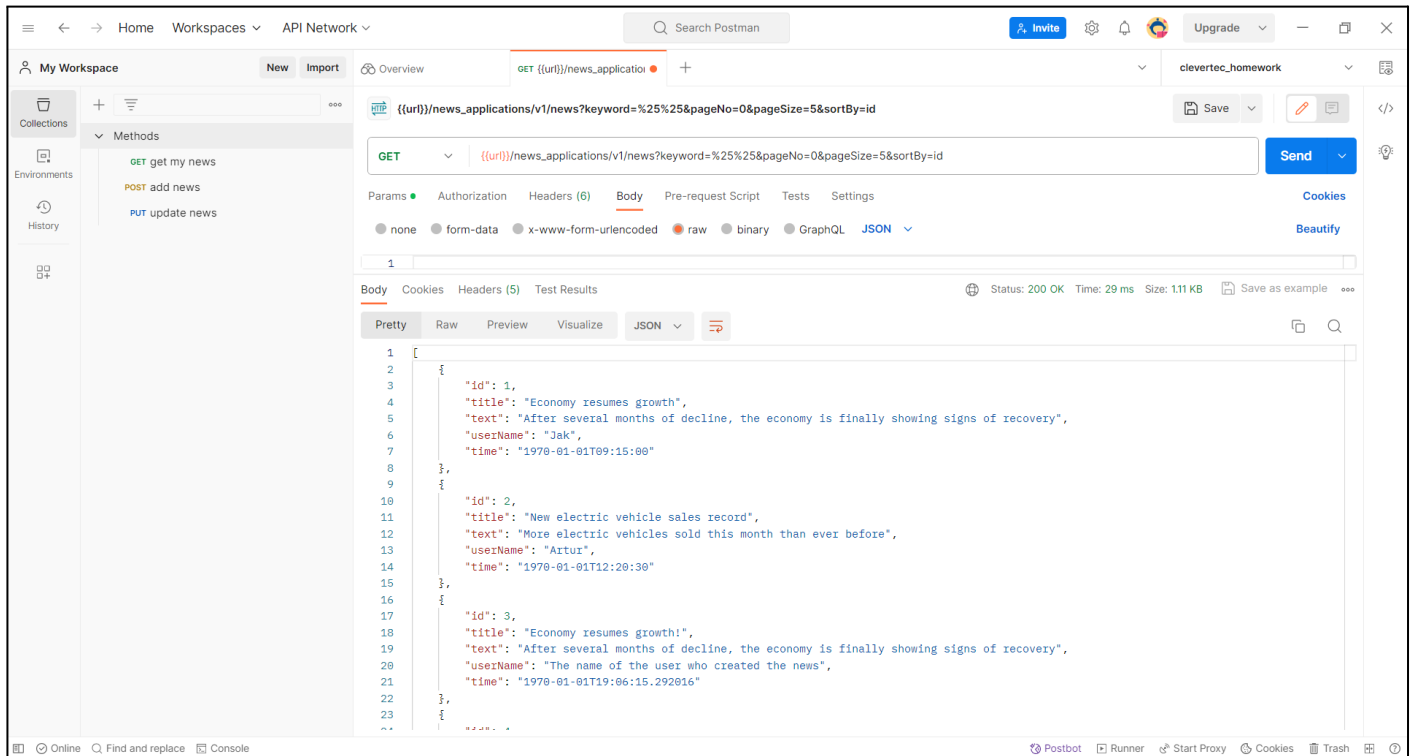 Home Workspaces API Network Search Postman Invite Upgrade
My Workspace New Import Overview GET {{url}}/news_application clevertec_homework
Collections
Environments
History
Methods
GET get my news
POST add news
PUT update news
HTTP {{url}}/news_applications/v1/news?keyword=%25%25&pageNo=0&pageSize=5&sortBy=id Save
GET {{url}}/news_applications/v1/news?keyword=%25%25&pageNo=0&pageSize=5&sortBy=id Send
Params Authorization Headers (6) Body Pre-request Script Tests Settings Cookies
none form-data x-www-form-urlencoded raw binary GraphQL JSON Beautify
1
Body Cookies Headers (5) Test Results Status: 200 OK Time: 29 ms Size: 1.11 KB Save as example
Pretty Raw Preview Visualize JSON
1 [
2 {
3 "id": 1,
4 "title": "Economy resumes growth",
5 "text": "After several months of decline, the economy is finally showing signs of recovery",
6 "userName": "Jak",
7 "time": "1970-01-01T09:15:00"
8 },
9 {
10 "id": 2,
11 "title": "New electric vehicle sales record",
12 "text": "More electric vehicles sold this month than ever before",
13 "userName": "Artur",
14 "time": "1970-01-01T12:20:30"
15 },
16 {
17 "id": 3,
18 "title": "Economy resumes growth!",
19 "text": "After several months of decline, the economy is finally showing signs of recovery",
20 "userName": "The name of the user who created the news",
21 "time": "1970-01-01T19:06:15.292016"
22 },
23 {
Online Find and replace Console Postbot Runner Start Proxy Cookies Trash